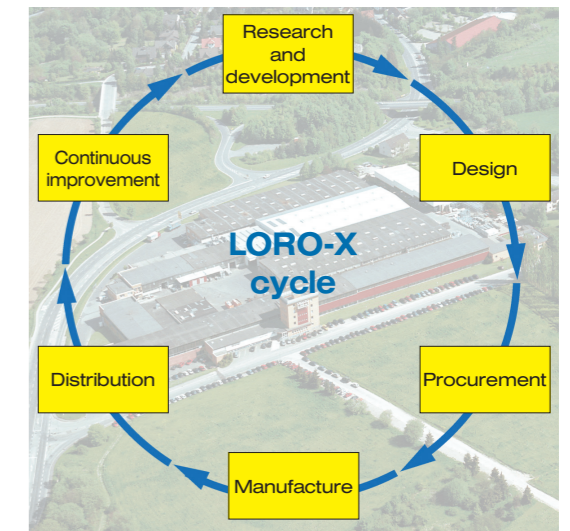 Research
and
development
Continuous
improvement
Design
LORO-X
cycle
Distribution
Procurement
Manufacture